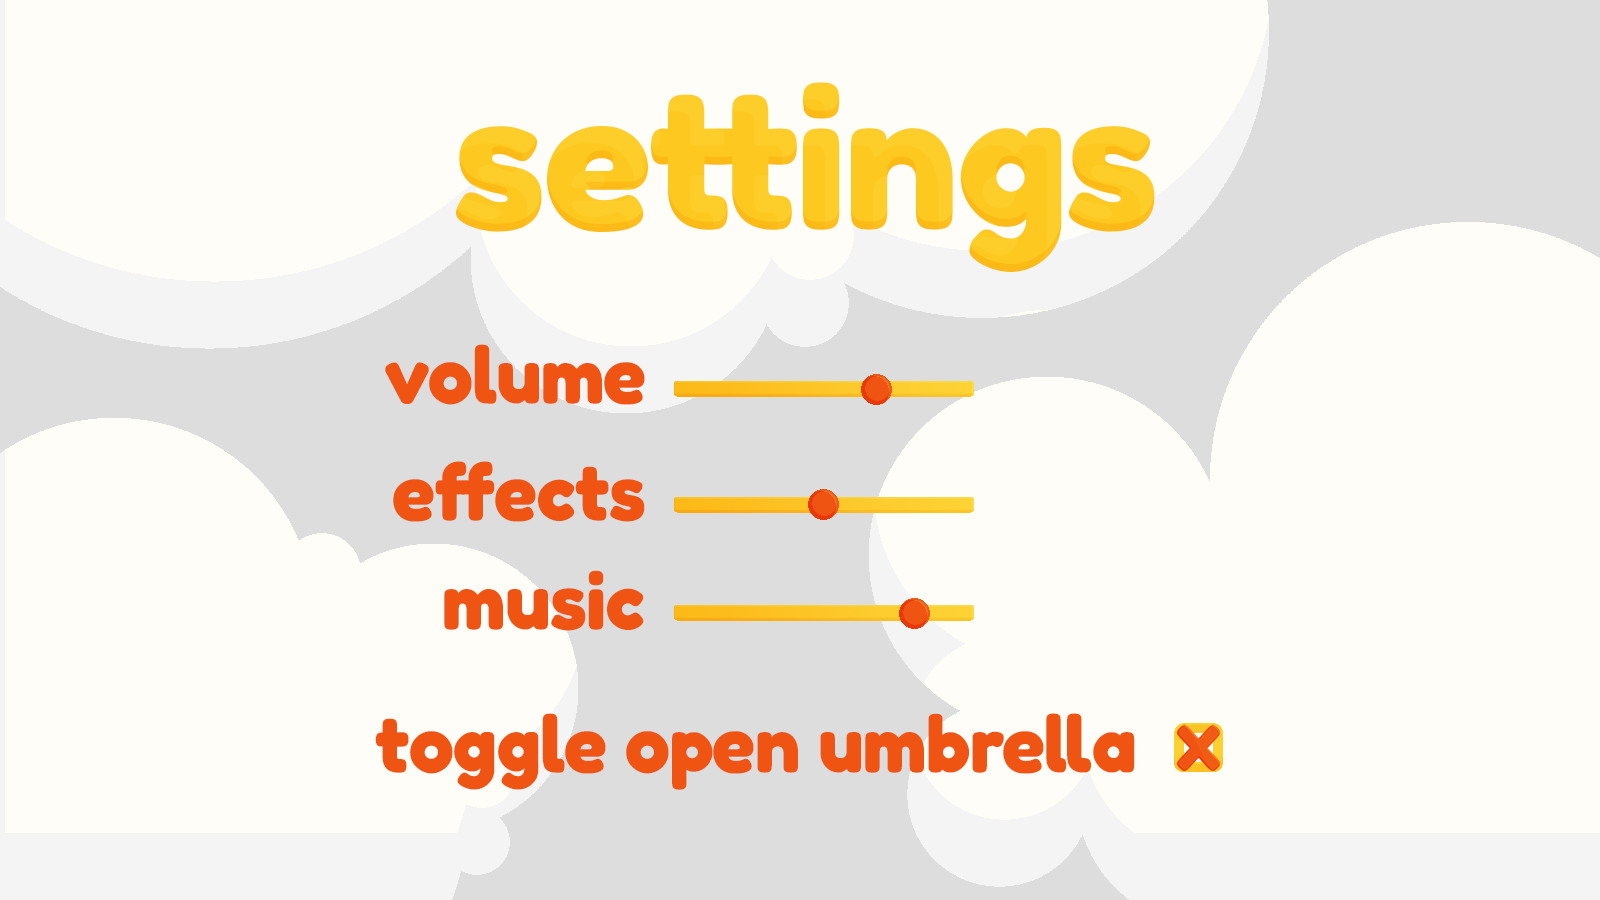 settings
volume
effects
music
toggle open umbrella